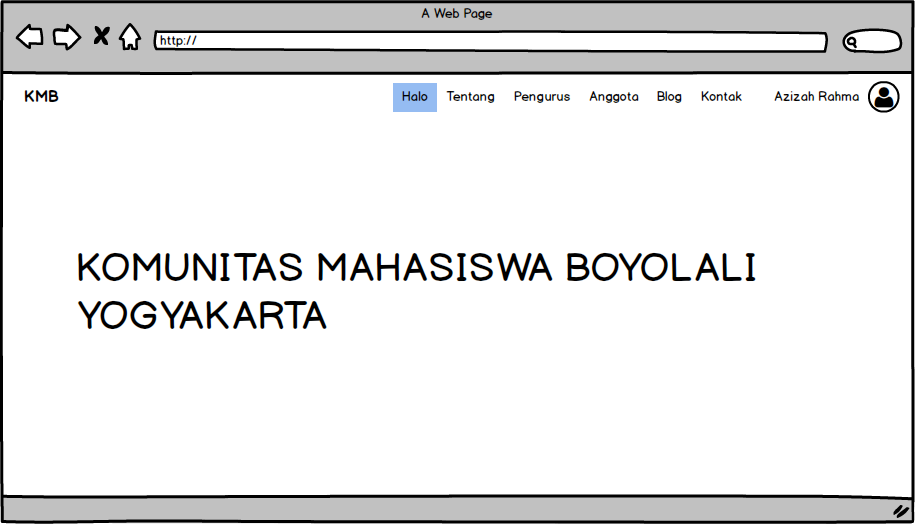 A Web Page
http://
KMB Halo Tentang Pengurus Anggota Blog Kontak Azizah Rahma
KOMUNITAS MAHASISWA BOYOLALI
YOGYAKARTA